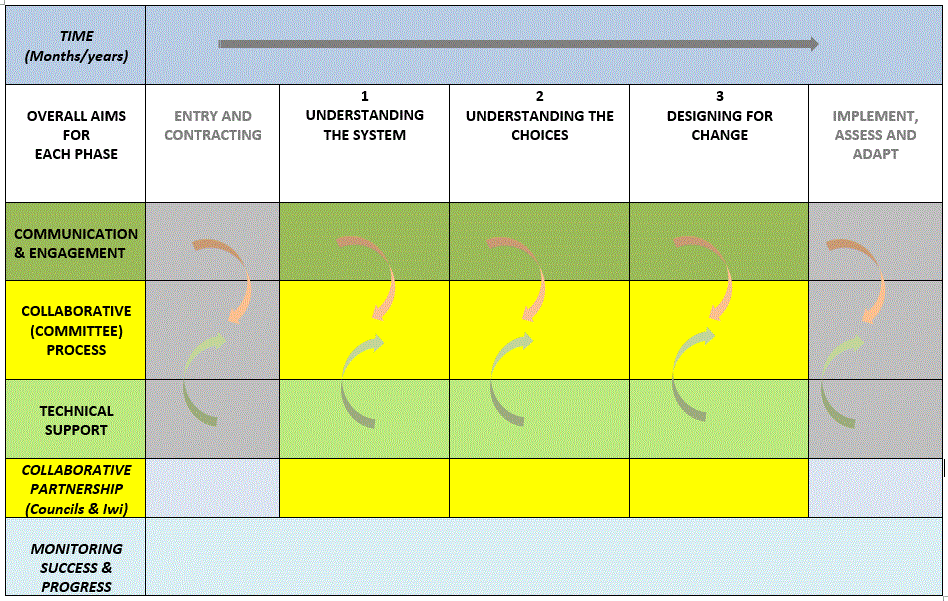 TIME
(Months/years)
OVERALL AIMS
FOR
EACH PHASE
ENTRY AND
CONTRACTING
1
UNDERSTANDING
THE SYSTEM
2
UNDERSTANDING THE
CHOICES
3
DESIGNING FOR
CHANGE
IMPLEMENT,
ASSESS AND
ADAPT
COMMUNICATION
& ENGAGEMENT
COLLABORATIVE
(COMMITTEE)
PROCESS
TECHNICAL
SUPPORT
COLLABORATIVE
PARTNERSHIP
(Councils & Iwi)
MONITORING
SUCCESS &
PROGRESS